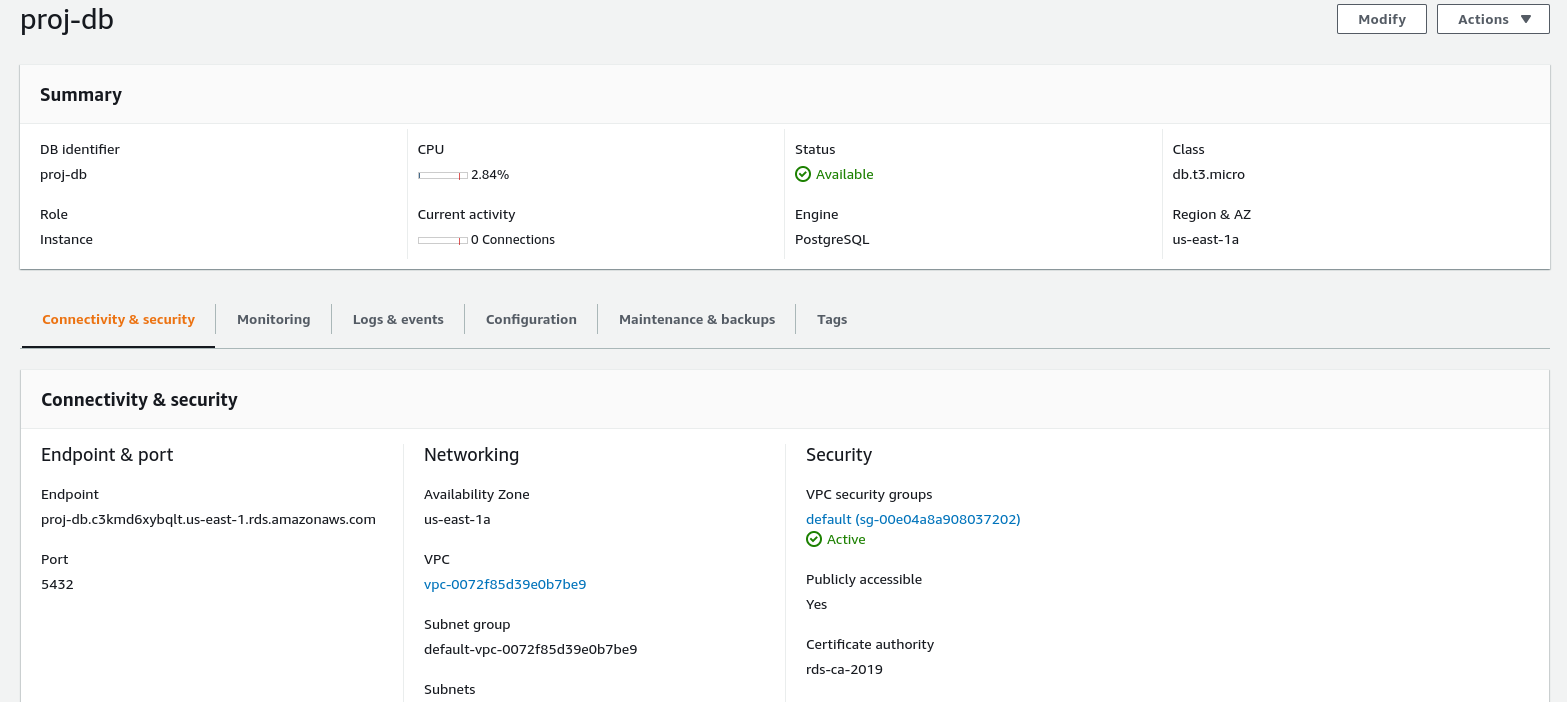 proj-db
Modify
Actions
Summary
DB identifier
proj-db
CPU
2.84%
Status
Available
Class
db.t3.micro
Role
Instance
Current activity
0 Connections
Engine
PostgreSQL
Region & AZ
us-east-1a
Connectivity & security
Monitoring
Logs & events
Configuration
Maintenance & backups
Tags
Connectivity & security
Endpoint & port
Endpoint
proj-db.c3kmd6xybqlt.us-east-1.rds.amazonaws.com
Port
5432
Networking
Availability Zone
us-east-1a
VPC
vpc-0072f85d39e0b7be9
Subnet group
default-vpc-0072f85d39e0b7be9
Subnets
Security
VPC security groups
default (sg-00e04a8a908037202)
Active
Publicly accessible
Yes
Certificate authority
rds-ca-2019